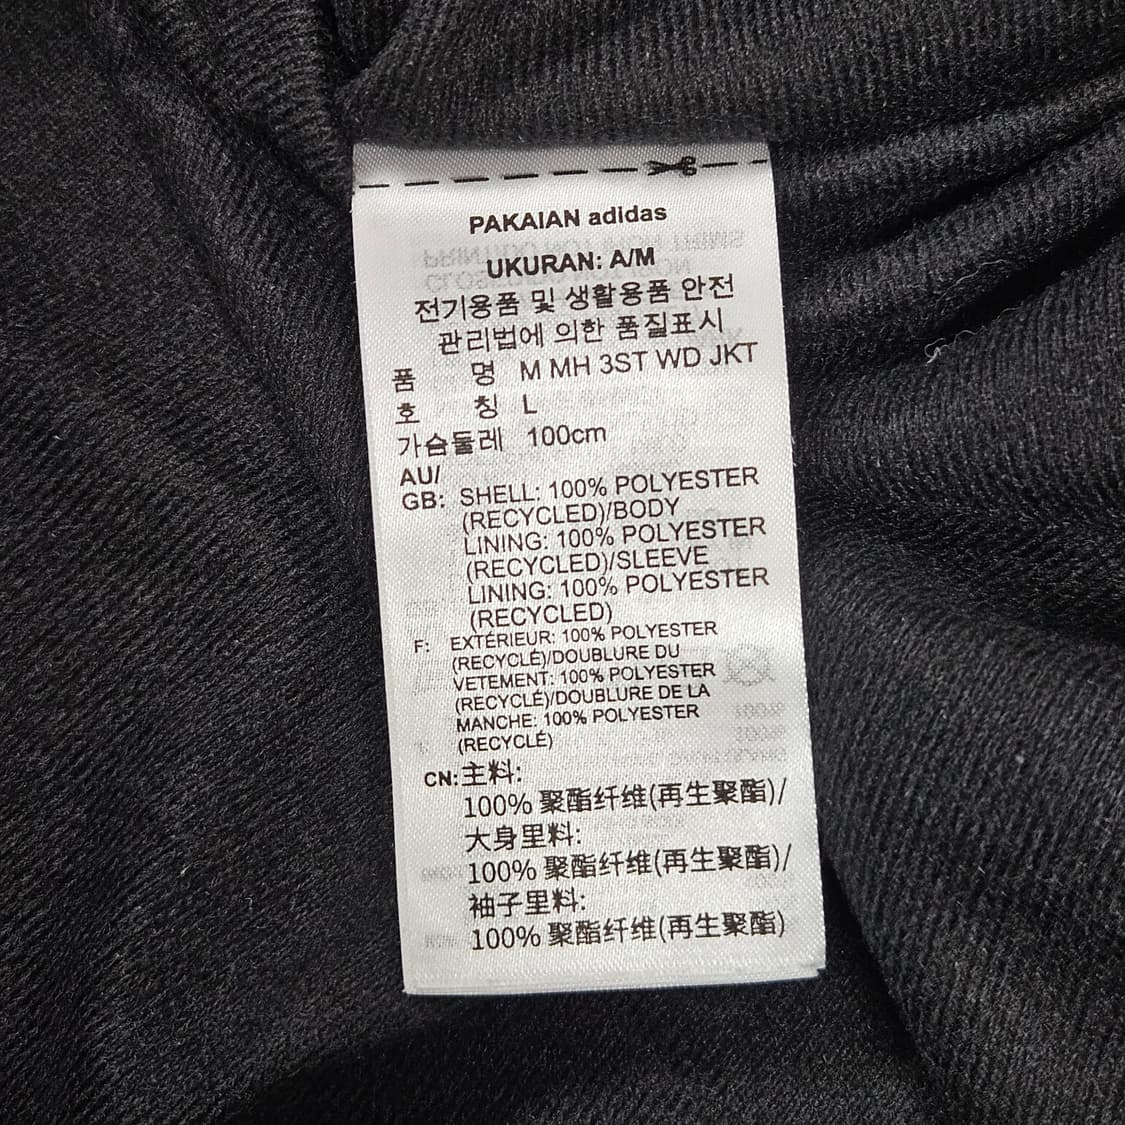 PAKAIAN adidas
UKURAN: A/M
전기용품 및 생활용품 안전
관리법에 의한 품질표시
품 명 M MH 3ST WD JKT
호 칭 L
가슴둘레 100cm
AU/
GB: SHELL: 100% POLYESTER
(RECYCLED)/BODY
LINING: 100% POLYESTER
(RECYCLED)/SLEEVE
LINING: 100% POLYESTER
(RECYCLED)
F: EXTÉRIEUR: 100% POLYESTER
(RECYCLÉ)/DOUBLURE DU
VETEMENT: 100% POLYESTER
(RECYCLÉ)/DOUBLURE DE LA
MANCHE: 100% POLYESTER
(RECYCLÉ)
CN: 主料:
100% 聚酯纤维(再生聚酯)/
大身里料:
100% 聚酯纤维(再生聚酯)/
袖子里料:
100% 聚酯纤维(再生聚酯)